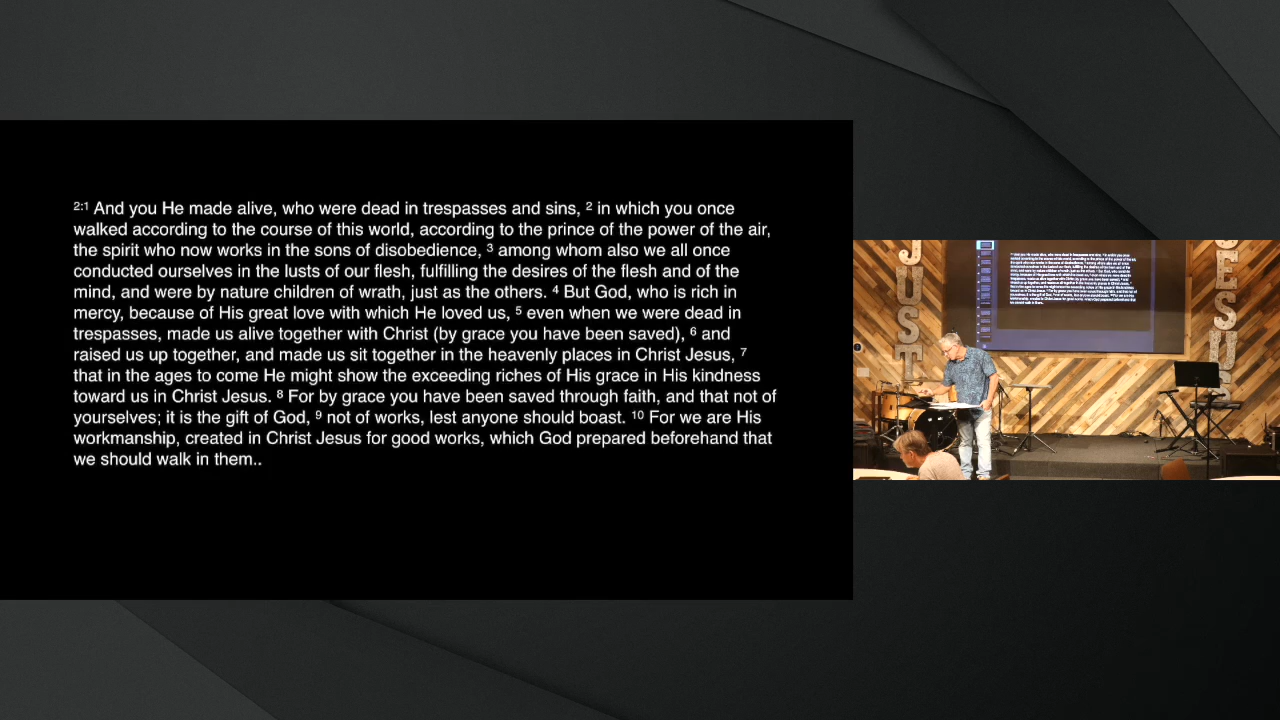 2:1 And you He made alive, who were dead in trespasses and sins, 2 in which you once
walked according to the course of this world, according to the prince of the power of the air,
the spirit who now works in the sons of disobedience, 3 among whom also we all once
conducted ourselves in the lusts of our flesh, fulfilling the desires of the flesh and of the
mind, and were by nature children of wrath, just as the others. 4 But God, who is rich in
mercy, because of His great love with which He loved us, 5 even when we were dead in
trespasses, made us alive together with Christ (by grace you have been saved), 6 and
raised us up together, and made us sit together in the heavenly places in Christ Jesus, 7
that in the ages to come He might show the exceeding riches of His grace in His kindness
toward us in Christ Jesus. 8 For by grace you have been saved through faith, and that not of
yourselves; it is the gift of God, 9 not of works, lest anyone should boast. 10 For we are His
workmanship, created in Christ Jesus for good works, which God prepared beforehand that
we should walk in them..
JUST
JESUS